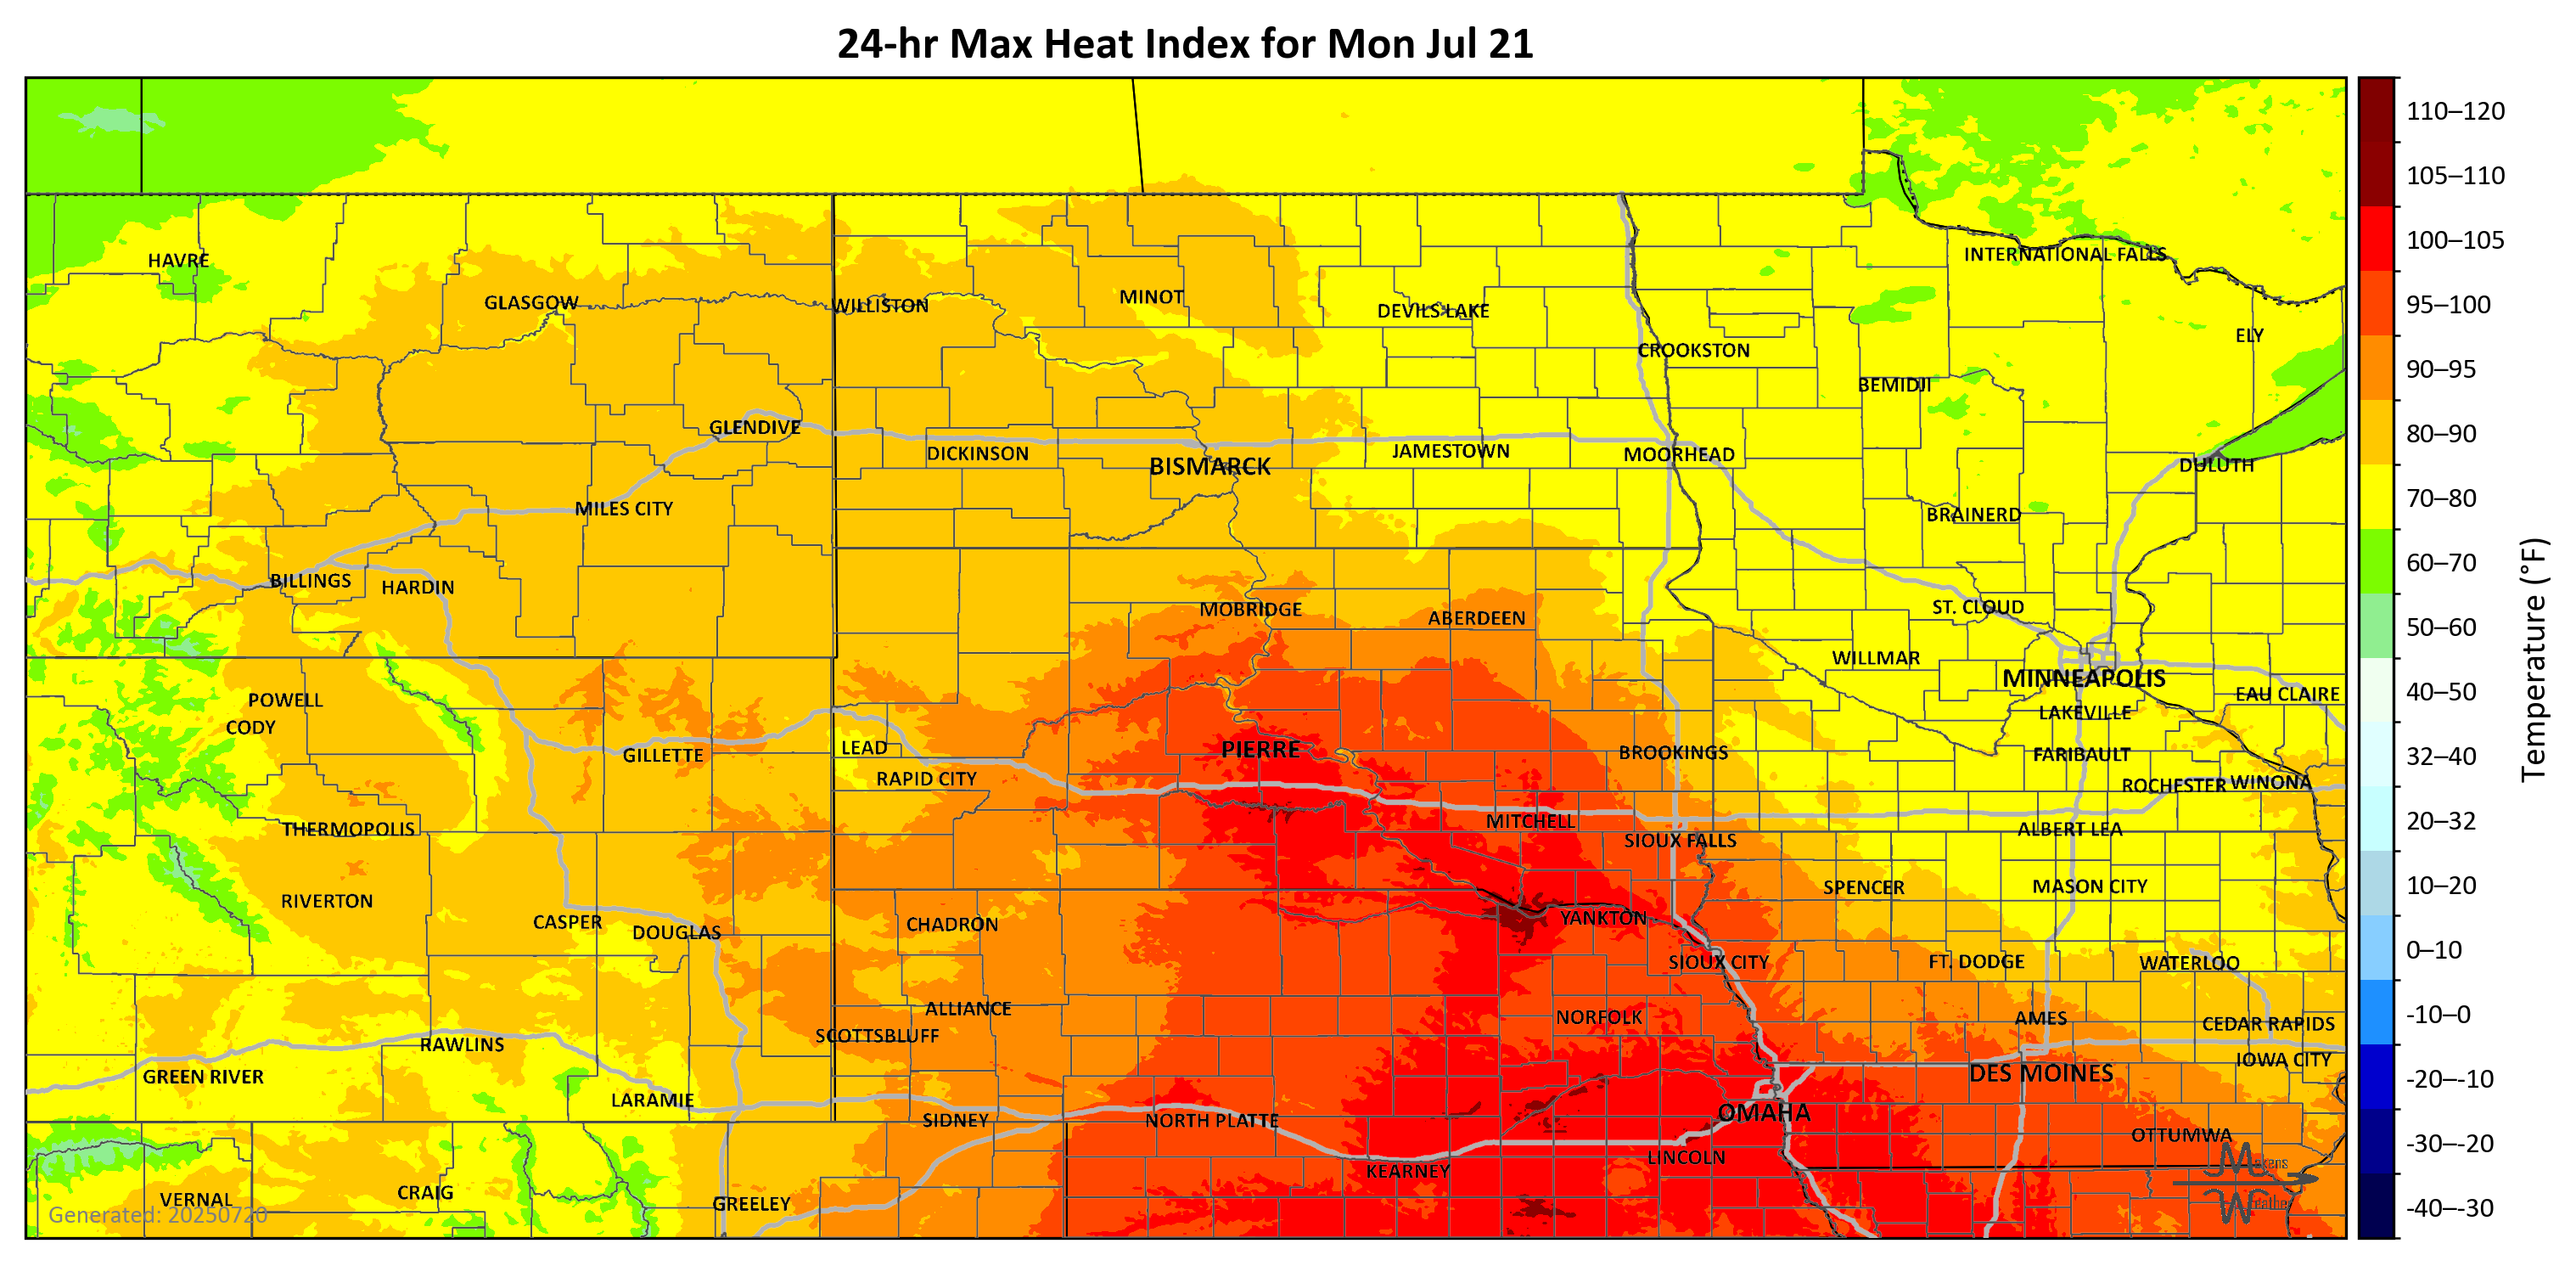 24-hr Max Heat Index for Mon Jul 21
110–120
105–110
100–105
95–100
90–95
80–90
70–80
60–70
50–60
40–50
32–40
20–32
10–20
0–10
-10–0
-20–-10
-30–-20
-40–-30
Temperature (°F)
INTERNATIONAL FALLS
HAVRE
GLASGOW
WILLISTON
MINOT
DEVILS LAKE
ELY
CROOKSTON
BEMIDJI
GLENDIVE
DICKINSON
BISMARCK
JAMESTOWN
MOORHEAD
DULUTH
MILES CITY
BRAINERD
BILLINGS
HARDIN
MOBRIDGE
ABERDEEN
ST. CLOUD
WILLMAR
MINNEAPOLIS
EAU CLAIRE
POWELL
CODY
LAKEVILLE
GILLETTE
LEAD
PIERRE
BROOKINGS
FARIBAULT
RAPID CITY
ROCHESTER
WINONA
THERMOPOLIS
MITCHELL
SIOUX FALLS
ALBERT LEA
RIVERTON
SPENCER
MASON CITY
CASPER
DOUGLAS
CHADRON
YANKTON
SIOUX CITY
FT. DODGE
WATERLOO
ALLIANCE
NORFOLK
AMES
CEDAR RAPIDS
SCOTTSBLUFF
RAWLINS
IOWA CITY
GREEN RIVER
DES MOINES
LARAMIE
SIDNEY
NORTH PLATTE
OMAHA
OTTUMWA
LINCOLN
KEARNEY
VERNAL
CRAIG
GREELEY
Generated: 20250720
Makens
Weather